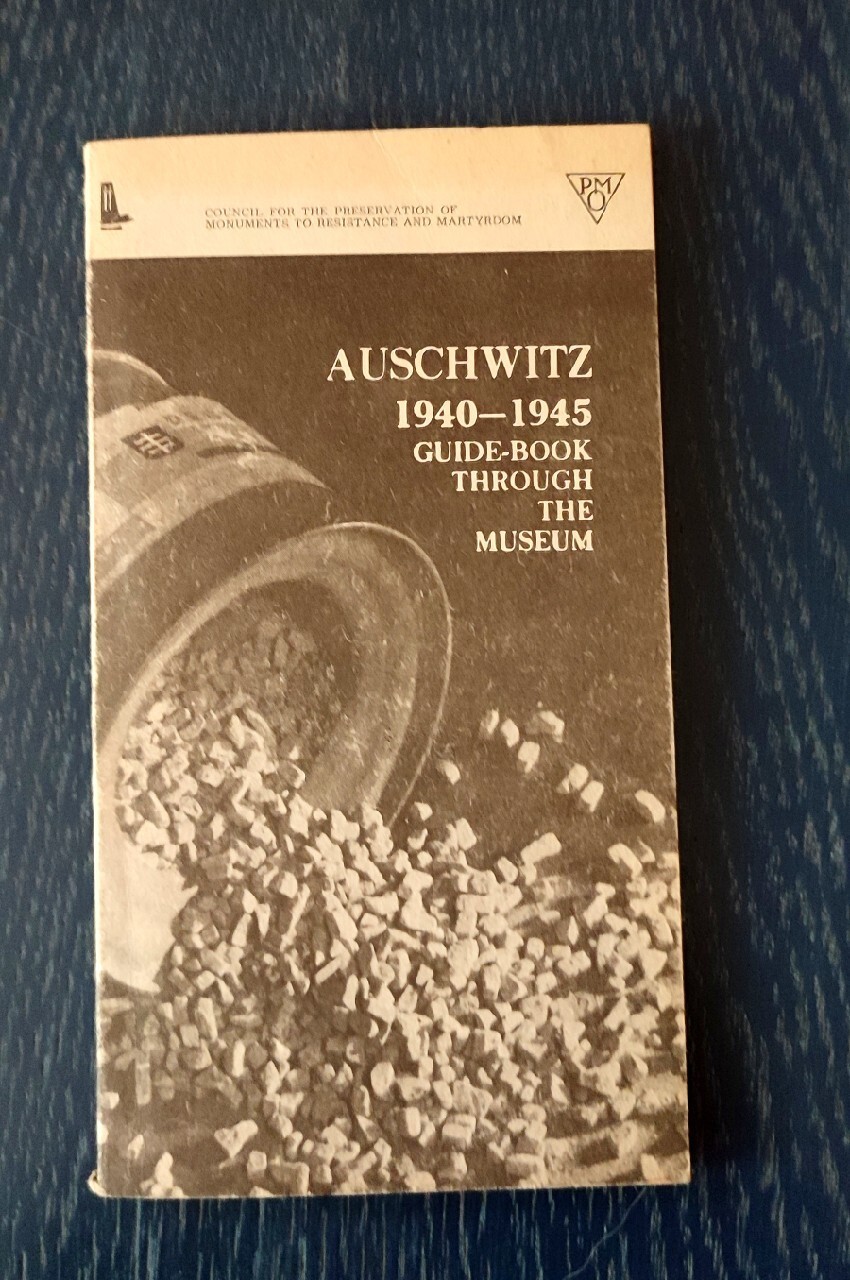 COUNCIL FOR THE PRESERVATION OF
MONUMENTS TO RESISTANCE AND MARTYRDOM
PMO
AUSCHWITZ
1940—1945
GUIDE-BOOK
THROUGH
THE
MUSEUM